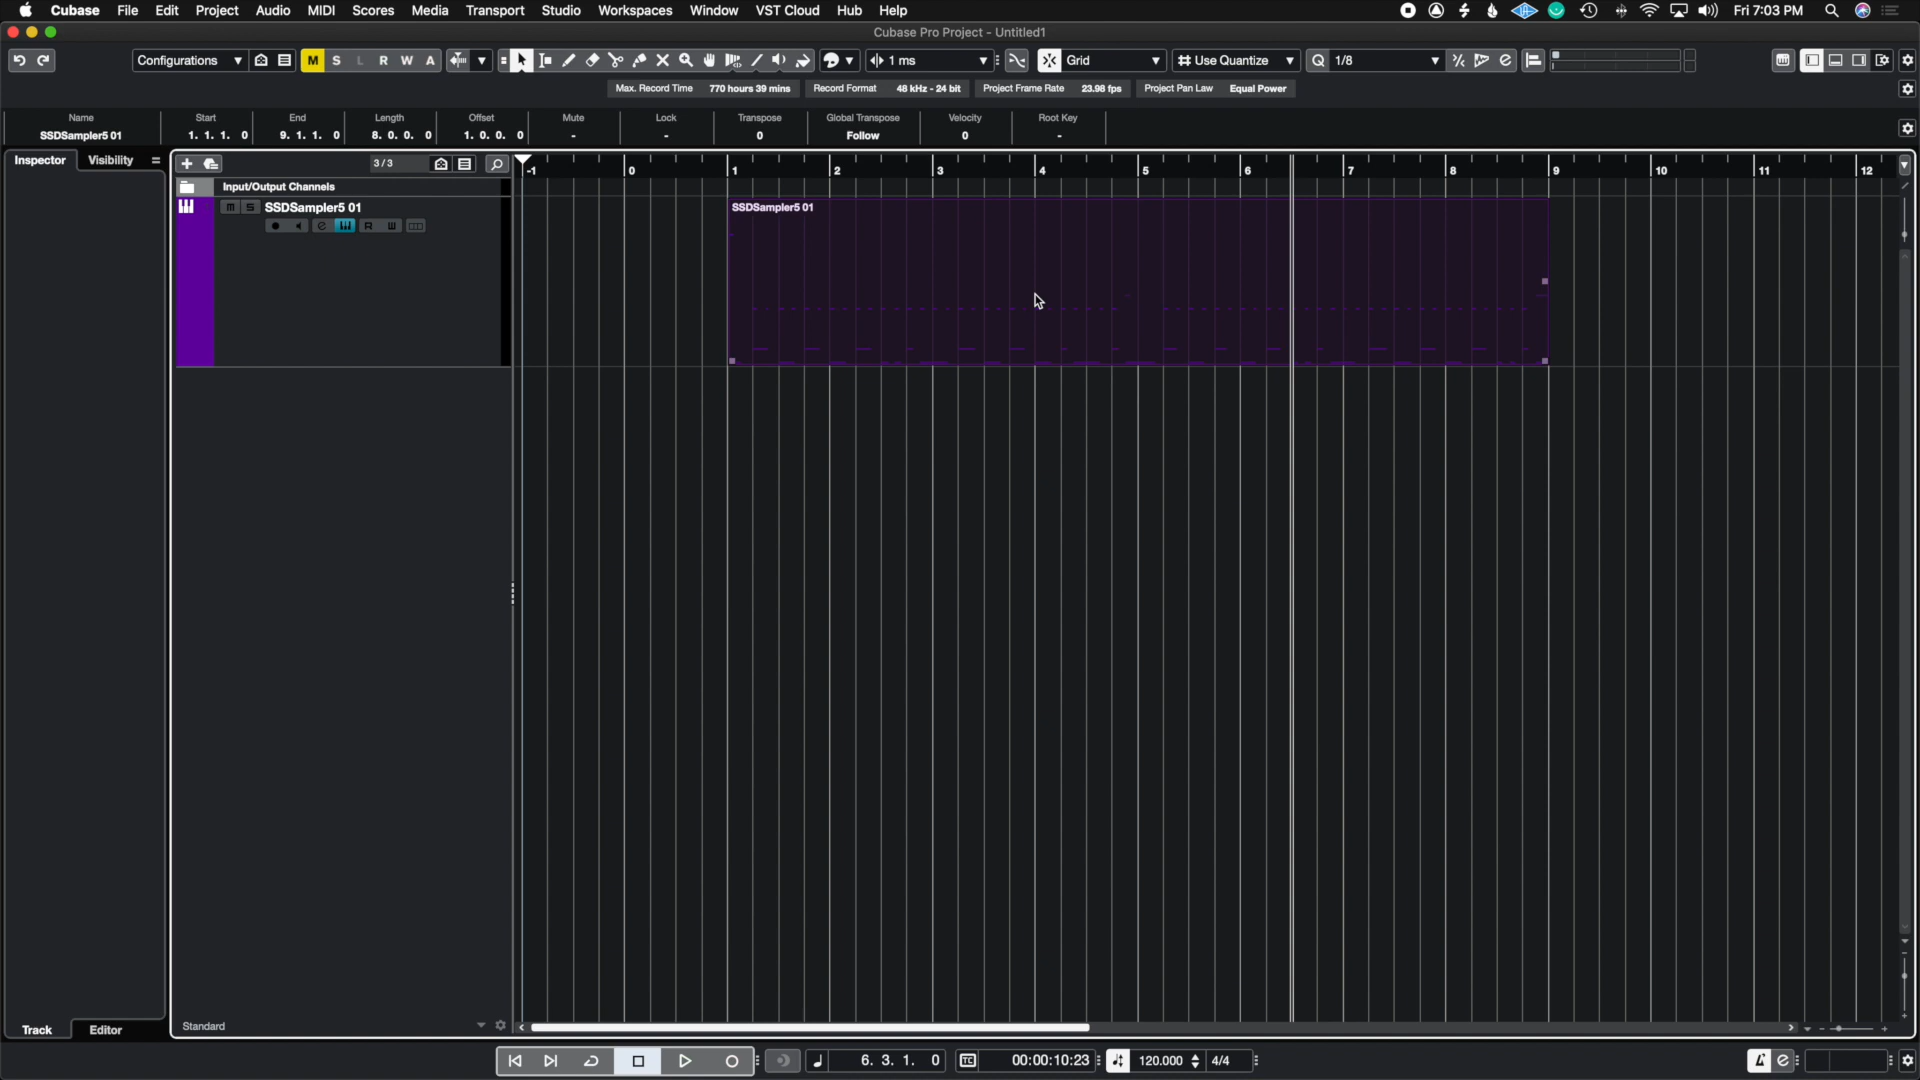 Cubase File Edit Project Audio MIDI Scores Media Transport Studio Workspaces Window VST Cloud Hub Help Fri 7:03 PM
Cubase Pro Project - Untitled1
Configurations M S L R W A 1 ms Grid Use Quantize Q 1/8
Max. Record Time 770 hours 39 mins Record Format 48 kHz - 24 bit Project Frame Rate 23.98 fps Project Pan Law Equal Power
Name Start End Length Offset Mute Lock Transpose Global Transpose Velocity Root Key
SSDSampler5 01 1. 1. 1. 0 9. 1. 1. 0 8. 0. 0. 0 1. 0. 0. 0 - - 0 Follow 0 -
Inspector Visibility 3 / 3
-1 0 1 2 3 4 5 6 7 8 9 10 11 12
Input/Output Channels
m S SSDSampler5 01
e R W
SSDSampler5 01
Standard
Track Editor
6. 3. 1. 0 TC 00:00:10:23 120.000 4/4